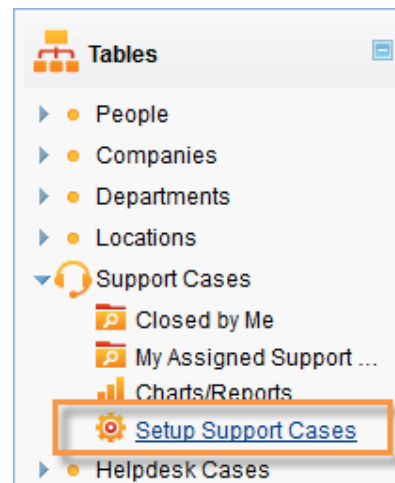 Tables
People
Companies
Departments
Locations
Support Cases
Closed by Me
My Assigned Support ...
Charts/Reports
Setup Support Cases
Helpdesk Cases